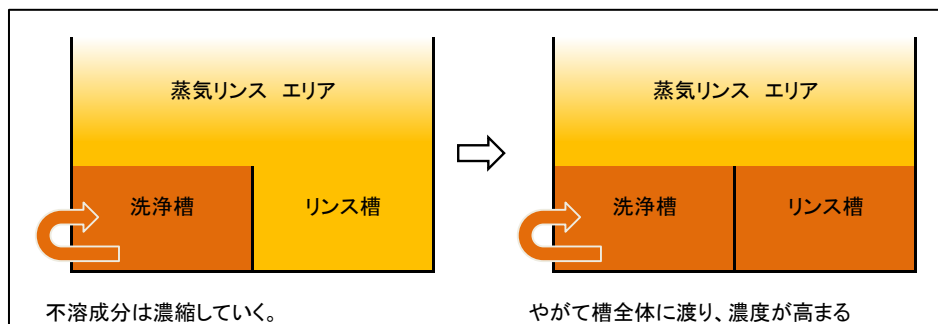 蒸気リンス エリア
洗浄槽
リンス槽
不溶成分は濃縮していく。
蒸気リンス エリア
洗浄槽
リンス槽
やがて槽全体に渡り、濃度が高まる